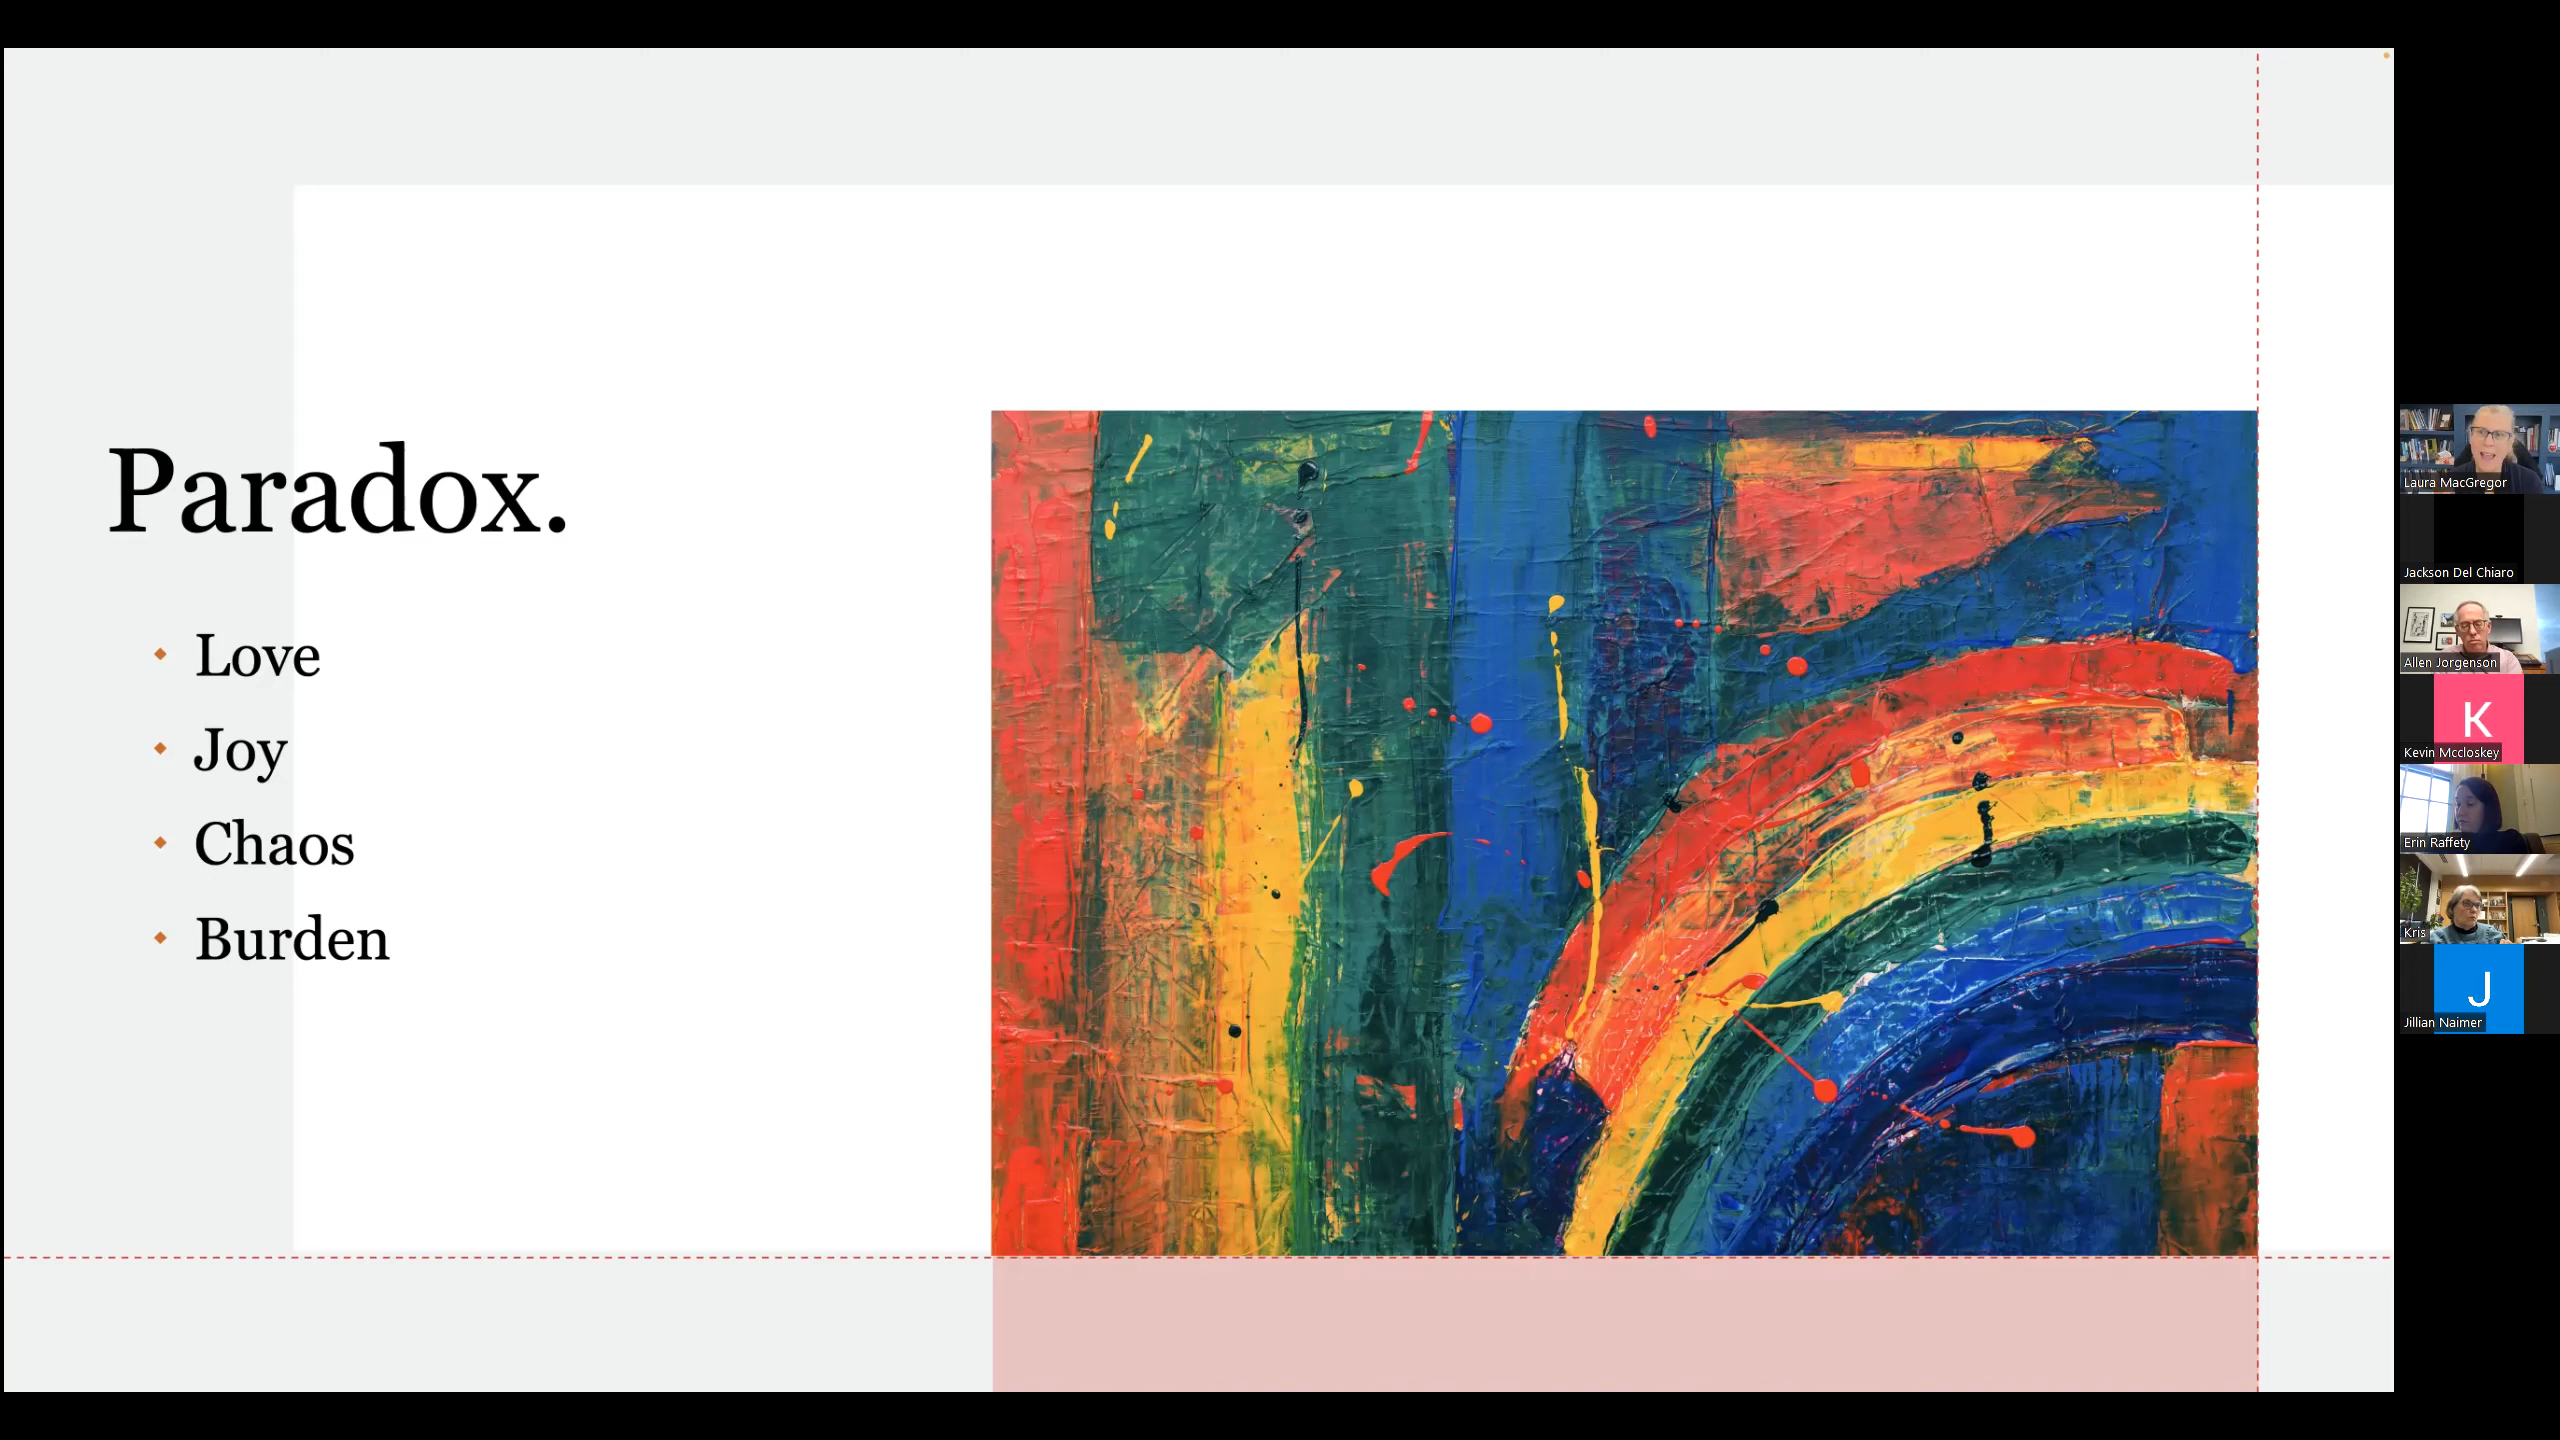 Paradox.
Love
Joy
Chaos
Burden
Laura MacGregor
Jackson Del Chiaro
Allen Jorgenson
K
Kevin Mccloskey
Erin Raffety
Kris
J
Jillian Naimer